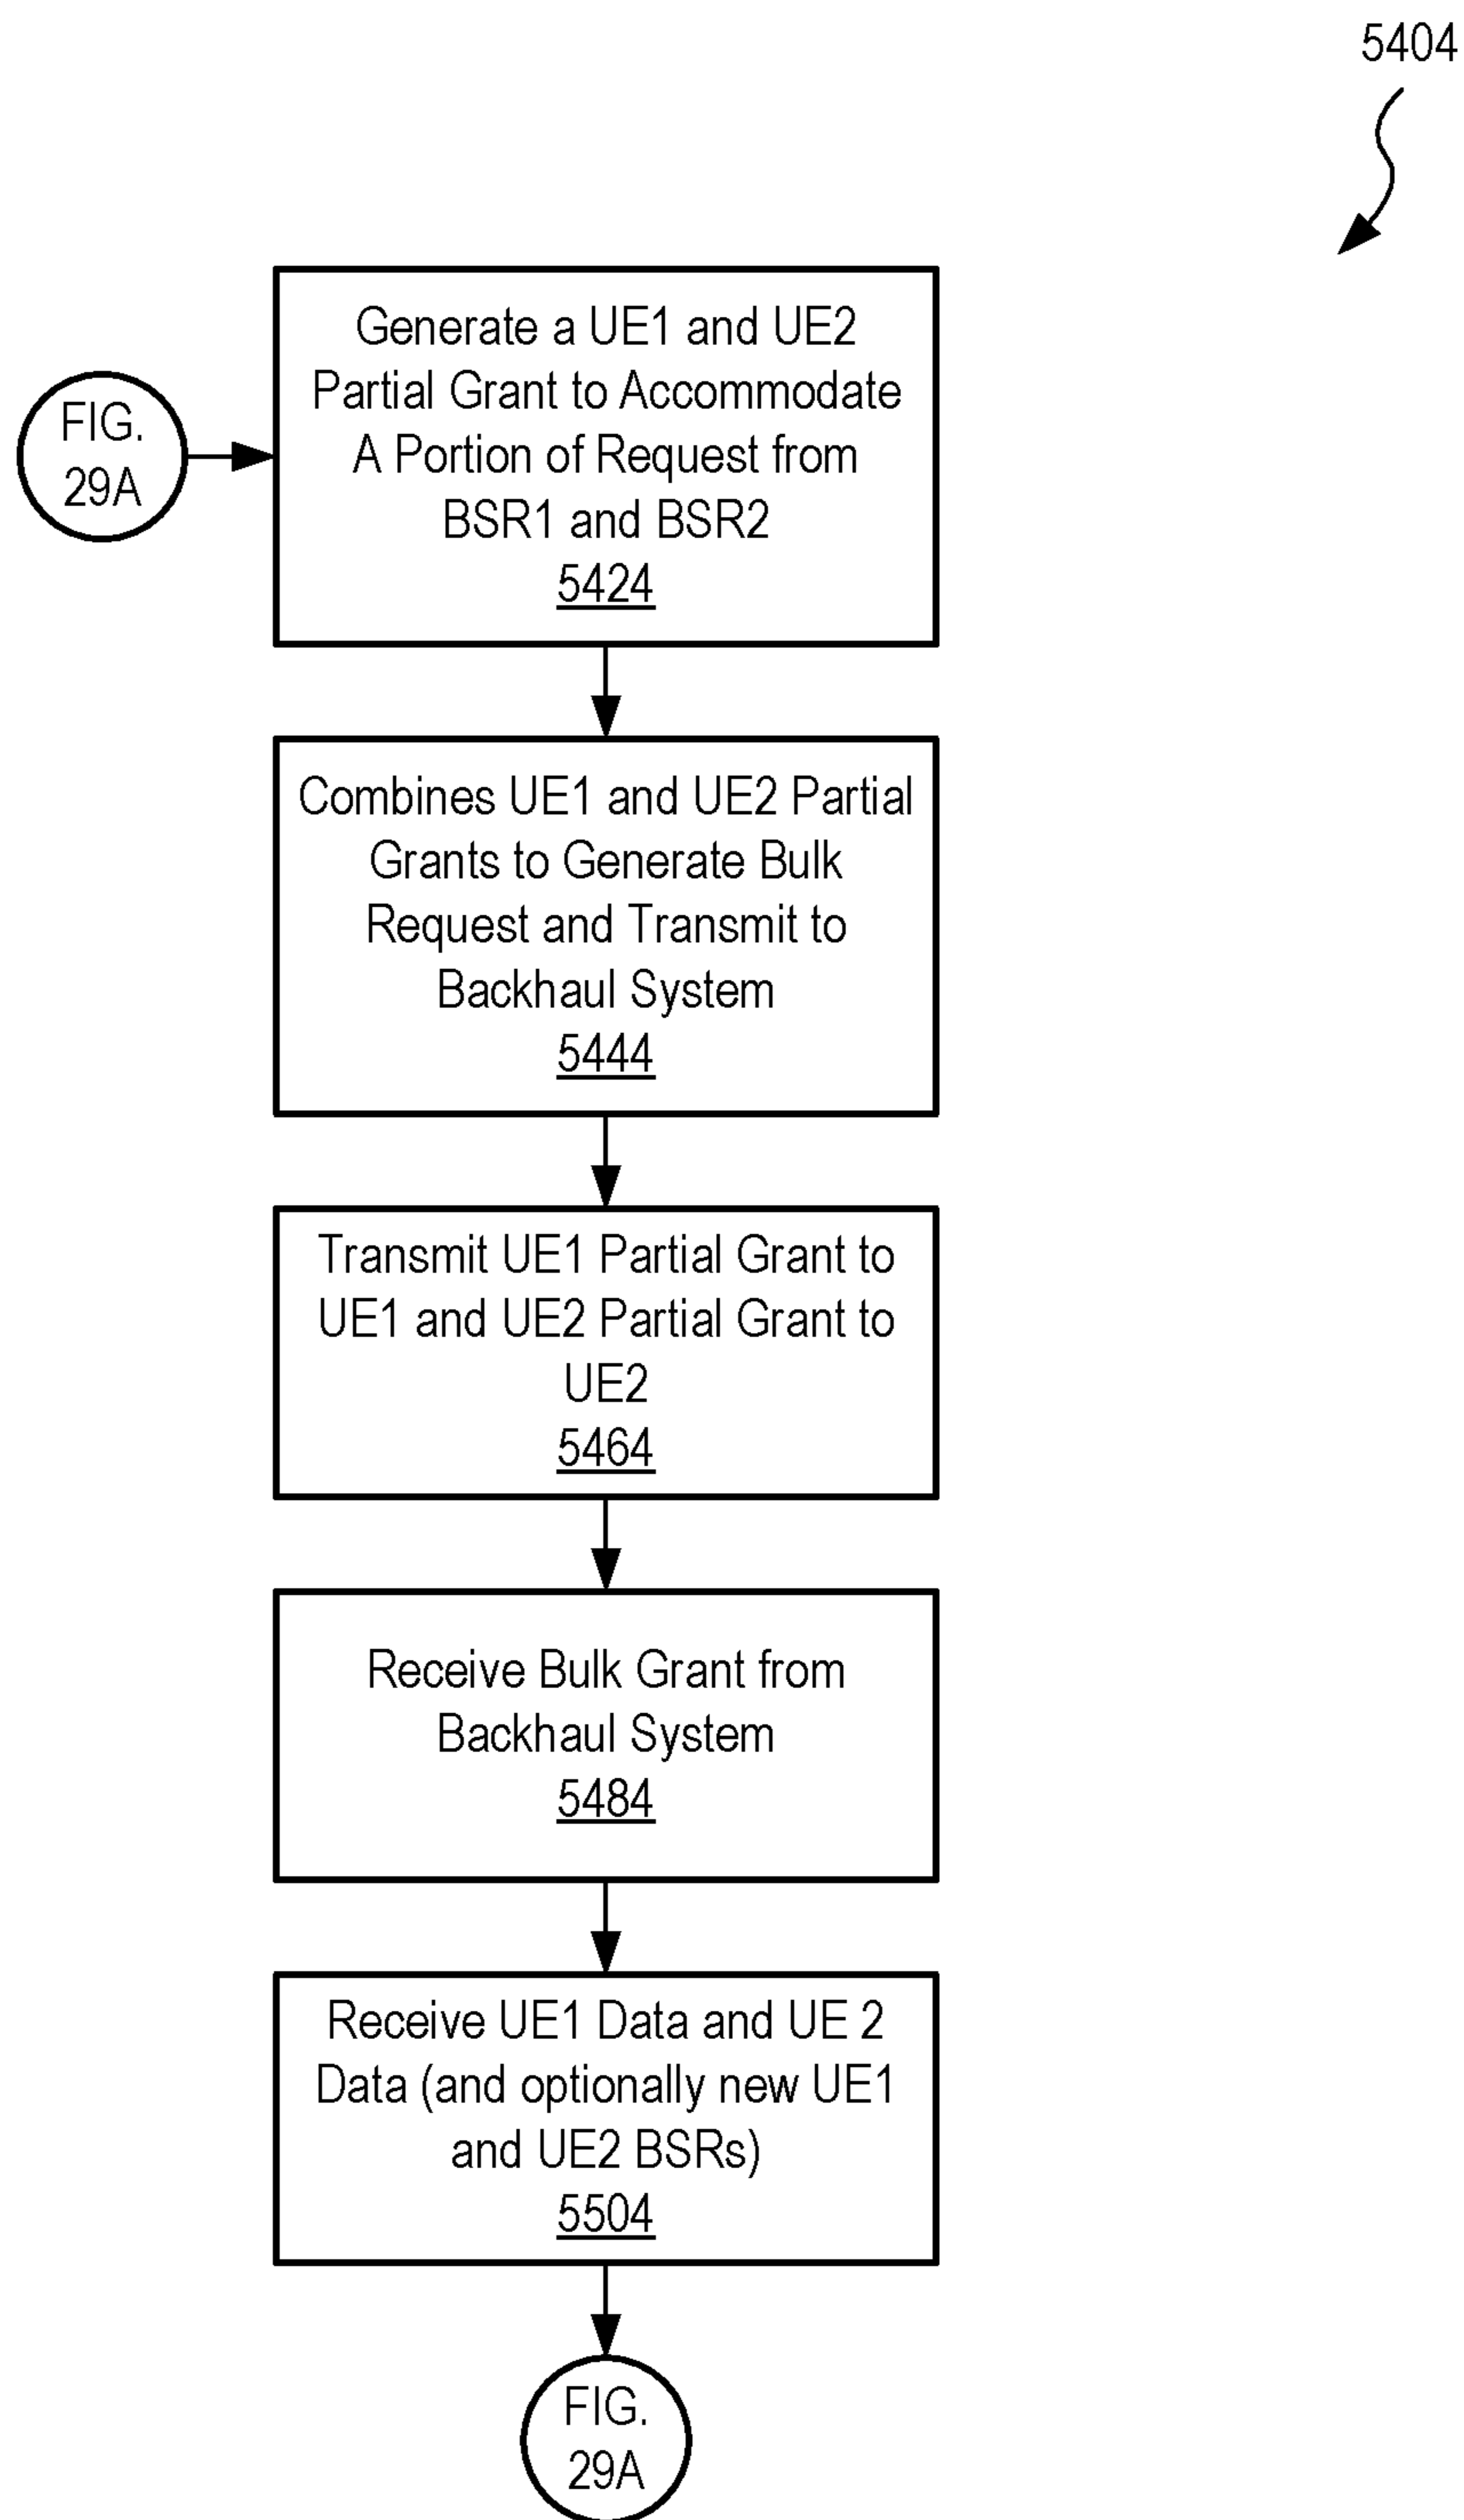 5404
Generate a UE1 and UE2
Partial Grant to Accommodate
A Portion of Request from
BSR1 and BSR2
5424
FIG.
29A
Combines UE1 and UE2 Partial
Grants to Generate Bulk
Request and Transmit to
Backhaul System
5444
Transmit UE1 Partial Grant to
UE1 and UE2 Partial Grant to
UE2
5464
Receive Bulk Grant from
Backhaul System
5484
Receive UE1 Data and UE 2
Data (and optionally new UE1
and UE2 BSRs)
5504
FIG.
29A